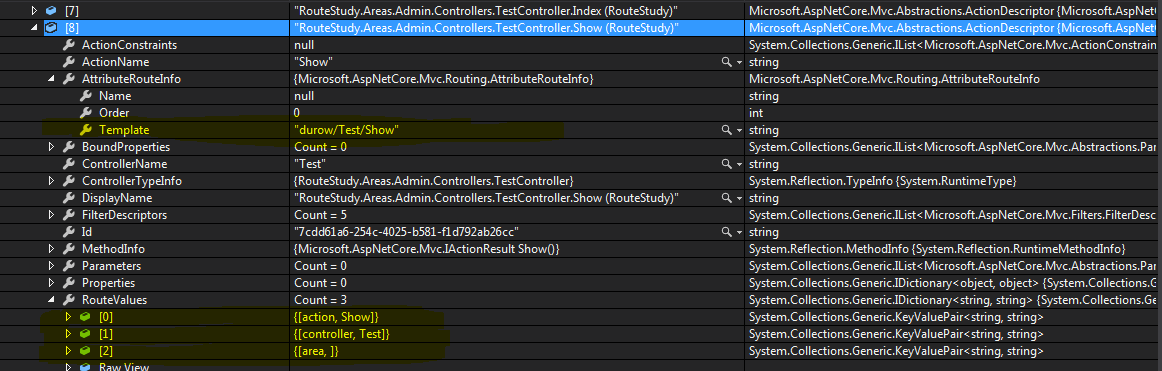 [7] "RouteStudy.Areas.Admin.Controllers.TestController.Index (RouteStudy)" Microsoft.AspNetCore.Mvc.Abstractions.ActionDescriptor {Microsoft.AspN
[8] "RouteStudy.Areas.Admin.Controllers.TestController.Show (RouteStudy)" Microsoft.AspNetCore.Mvc.Abstractions.ActionDescriptor {Microsoft.AspNet
ActionConstraints null System.Collections.Generic.IList<Microsoft.AspNetCore.Mvc.ActionConstrain
ActionName "Show" string
AttributeRouteInfo {Microsoft.AspNetCore.Mvc.Routing.AttributeRouteInfo} Microsoft.AspNetCore.Mvc.Routing.AttributeRouteInfo
Name null string
Order 0 int
Template "durow/Test/Show" string
BoundProperties Count = 0 System.Collections.Generic.IList<Microsoft.AspNetCore.Mvc.Abstractions.Par
ControllerName "Test" string
ControllerTypeInfo {RouteStudy.Areas.Admin.Controllers.TestController} System.Reflection.TypeInfo {System.RuntimeType}
DisplayName "RouteStudy.Areas.Admin.Controllers.TestController.Show (RouteStudy)" string
FilterDescriptors Count = 5 System.Collections.Generic.IList<Microsoft.AspNetCore.Mvc.Filters.FilterDesc
Id "7cdd61a6-254c-4025-b581-f1d792ab26cc" string
MethodInfo {Microsoft.AspNetCore.Mvc.IActionResult Show()} System.Reflection.MethodInfo {System.Reflection.RuntimeMethodInfo}
Parameters Count = 0 System.Collections.Generic.IList<Microsoft.AspNetCore.Mvc.Abstractions.Par
Properties Count = 0 System.Collections.Generic.IDictionary<object, object> {System.Collections.G
RouteValues Count = 3 System.Collections.Generic.IDictionary<string, string> {System.Collections.Ge
[0] {[action, Show]} System.Collections.Generic.KeyValuePair<string, string>
[1] {[controller, Test]} System.Collections.Generic.KeyValuePair<string, string>
[2] {[area, ]} System.Collections.Generic.KeyValuePair<string, string>
Raw View